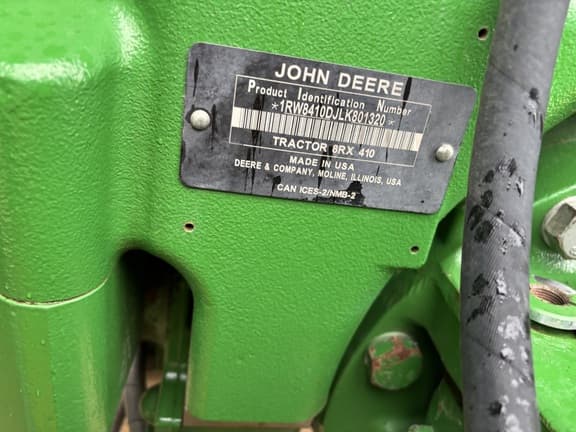 JOHN DEERE
Product Identification Number
*1RW8410DJLK801320*
TRACTOR 8RX 410
MADE IN USA
DEERE & COMPANY, MOLINE, ILLINOIS, USA
CAN ICES-2/NMB-2